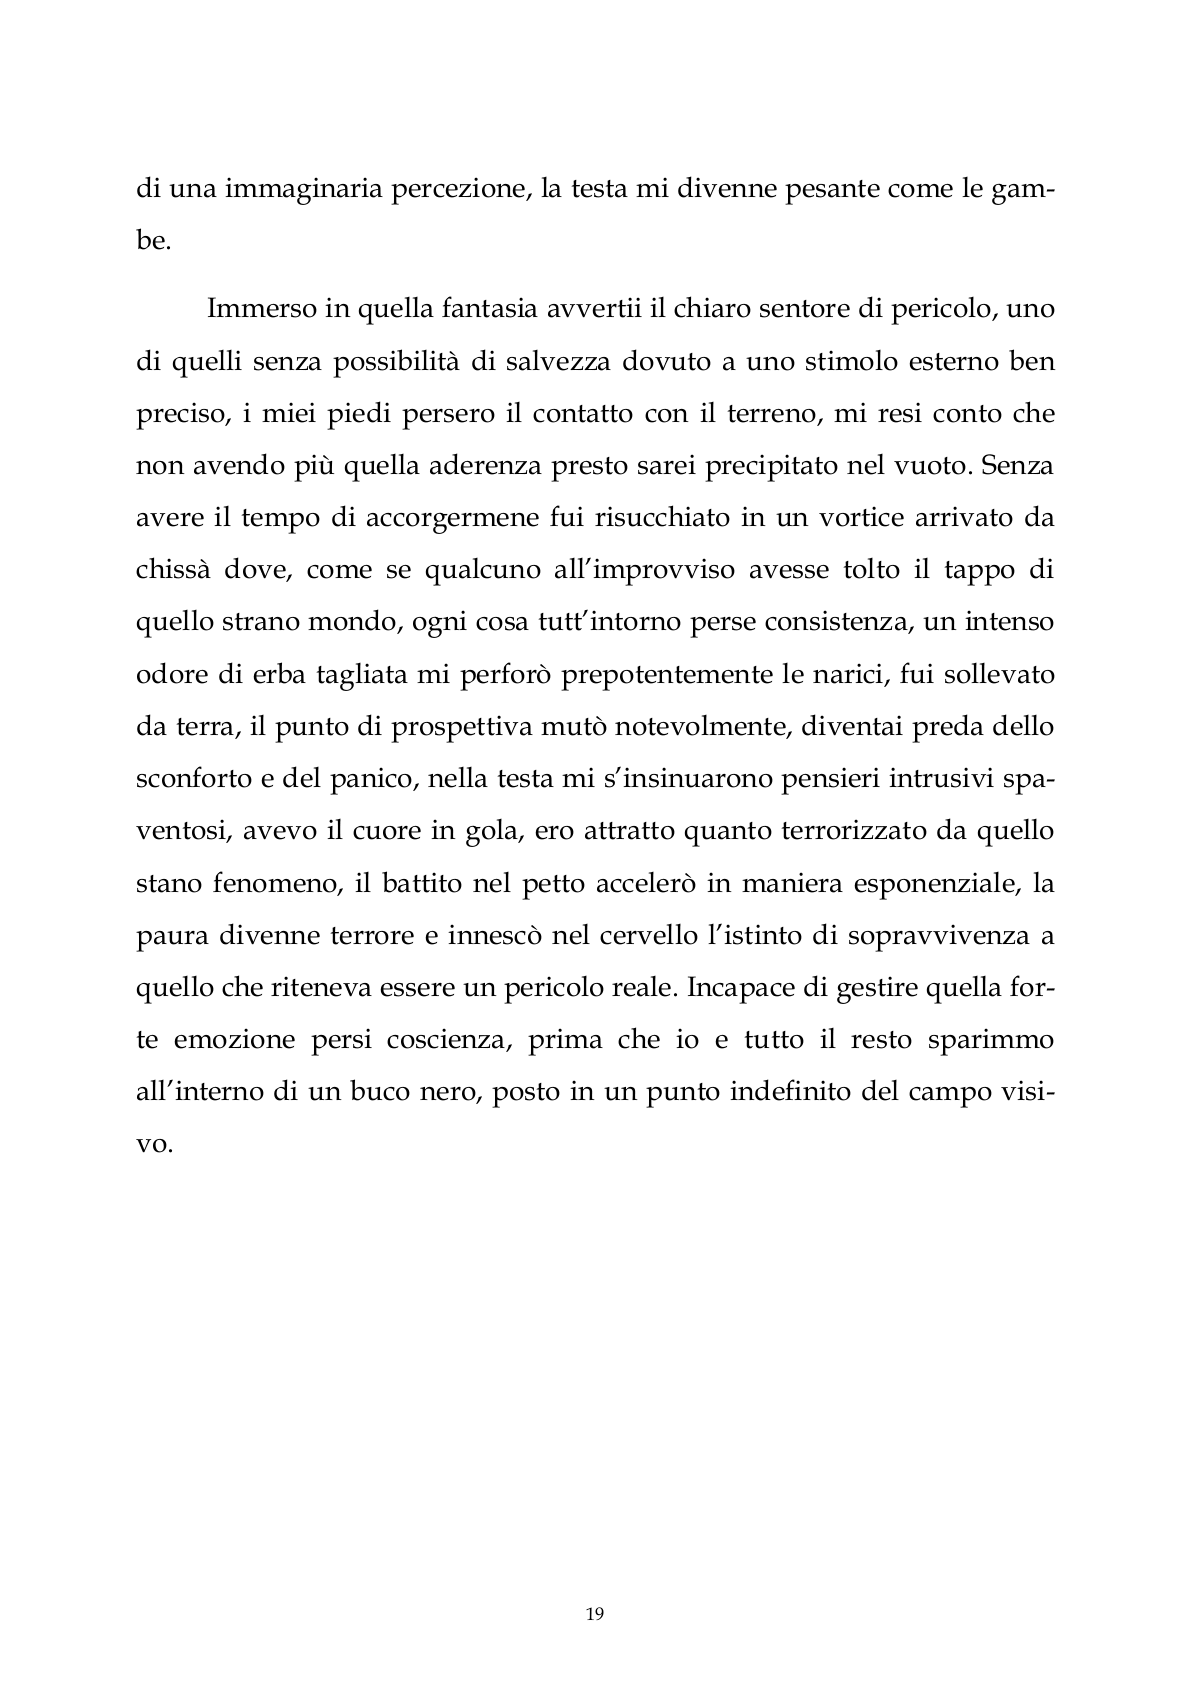 di una immaginaria percezione, la testa mi divenne pesante come le gam-
be.
Immerso in quella fantasia avvertii il chiaro sentore di pericolo, uno
di quelli senza possibilità di salvezza dovuto a uno stimolo esterno ben
preciso, i miei piedi persero il contatto con il terreno, mi resi conto che
non avendo più quella aderenza presto sarei precipitato nel vuoto. Senza
avere il tempo di accorgermene fui risucchiato in un vortice arrivato da
chissà dove, come se qualcuno all’improvviso avesse tolto il tappo di
quello strano mondo, ogni cosa tutt’intorno perse consistenza, un intenso
odore di erba tagliata mi perforò prepotentemente le narici, fui sollevato
da terra, il punto di prospettiva mutò notevolmente, diventai preda dello
sconforto e del panico, nella testa mi s’insinuarono pensieri intrusivi spa-
ventosi, avevo il cuore in gola, ero attratto quanto terrorizzato da quello
stano fenomeno, il battito nel petto accelerò in maniera esponenziale, la
paura divenne terrore e innescò nel cervello l’istinto di sopravvivenza a
quello che riteneva essere un pericolo reale. Incapace di gestire quella for-
te emozione persi coscienza, prima che io e tutto il resto sparimmo
all’interno di un buco nero, posto in un punto indefinito del campo visi-
vo.
19